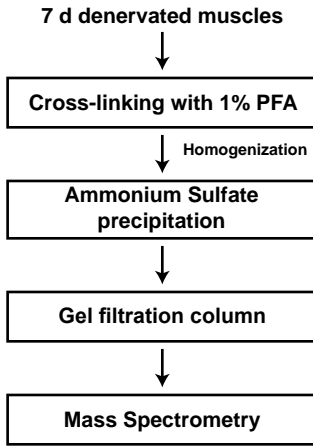 7 d denervated muscles
Cross-linking with 1% PFA
Homogenization
Ammonium Sulfate
precipitation
Gel filtration column
Mass Spectrometry